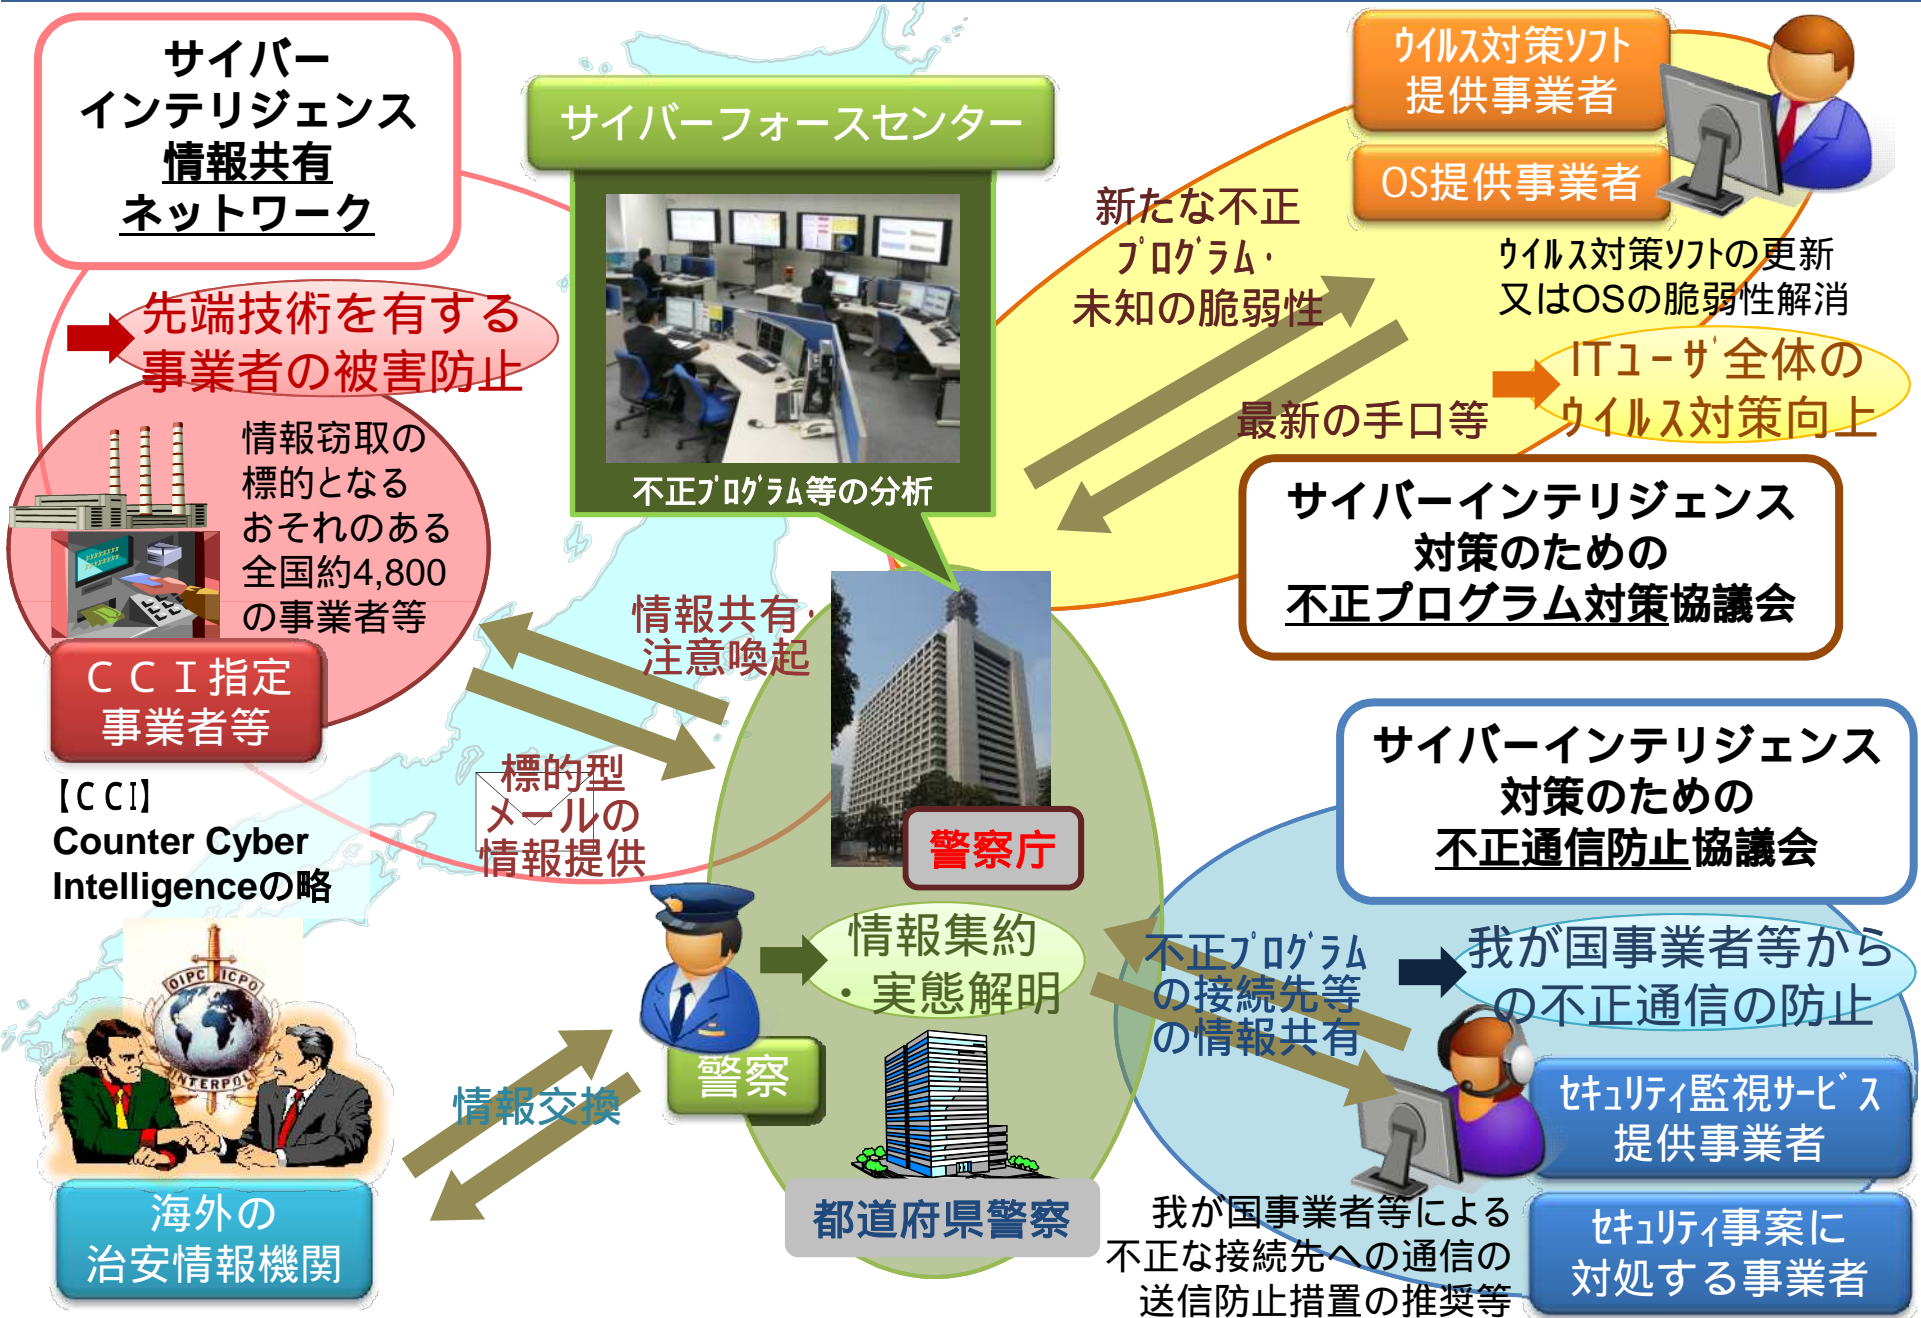 サイバー
インテリジェンス
情報共有
ネットワーク
先端技術を有する
事業者の被害防止
情報窃取の
標的となる
おそれのある
全国約4,800
の事業者等
ＣＣＩ指定
事業者等
【CCI】
Counter Cyber
Intelligenceの略
サイバーフォースセンター
不正ﾌﾟﾛｸﾞﾗﾑ等の分析
情報共有・
注意喚起
標的型
メールの
情報提供
警察庁
情報集約
・実態解明
警察
都道府県警察
OIPC ICPO
INTERPOL
情報交換
海外の
治安情報機関
ｳｲﾙｽ対策ｿﾌﾄ
提供事業者
OS提供事業者
新たな不正
ﾌﾟﾛｸﾞﾗﾑ・
未知の脆弱性
ｳｲﾙｽ対策ｿﾌﾄの更新
又はOSの脆弱性解消
ITﾕｰｻﾞ全体の
ｳｲﾙｽ対策向上
最新の手口等
サイバーインテリジェンス
対策のための
不正プログラム対策協議会
サイバーインテリジェンス
対策のための
不正通信防止協議会
不正ﾌﾟﾛｸﾞﾗﾑ
の接続先等
の情報共有
我が国事業者等から
の不正通信の防止
ｾｷｭﾘﾃｨ監視ｻｰﾋﾞｽ
提供事業者
ｾｷｭﾘﾃｨ事案に
対処する事業者
我が国事業者等による
不正な接続先への通信の
送信防止措置の推奨等